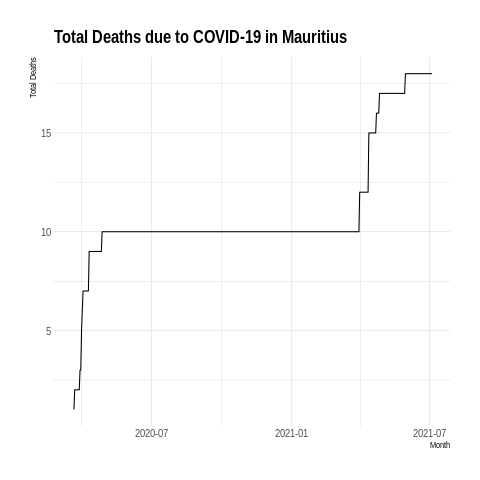 Total Deaths due to COVID-19 in Mauritius
Total Deaths
15
10
5
2020-07 2021-01 2021-07
Month